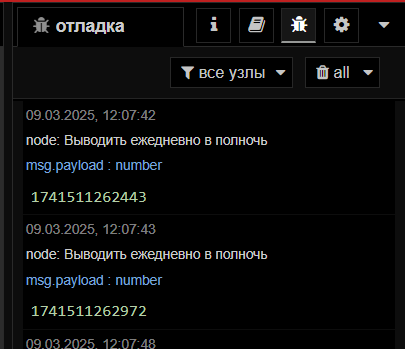 отладка
все узлы
all
09.03.2025, 12:07:42
node: Выводить ежедневно в полночь
msg.payload : number
1741511262443
09.03.2025, 12:07:43
node: Выводить ежедневно в полночь
msg.payload : number
1741511262972
09.03.2025, 12:07:48